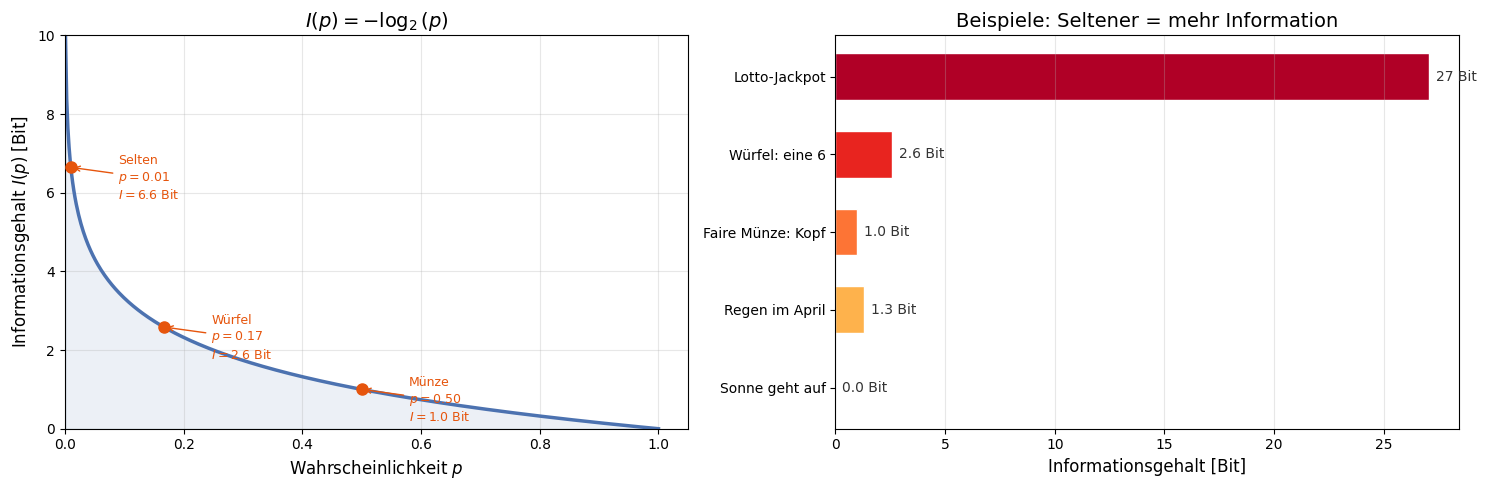 I(p) = −log₂(p)
10
8
6
4
2
0
Informationsgehalt I(p) [Bit]
Selten
p = 0.01
I = 6.6 Bit
Würfel
p = 0.17
I = 2.6 Bit
Münze
p = 0.50
I = 1.0 Bit
0.0 0.2 0.4 0.6 0.8 1.0
Wahrscheinlichkeit p
Beispiele: Seltener = mehr Information
Lotto-Jackpot 27 Bit
Würfel: eine 6 2.6 Bit
Faire Münze: Kopf 1.0 Bit
Regen im April 1.3 Bit
Sonne geht auf 0.0 Bit
0 5 10 15 20 25
Informationsgehalt [Bit]